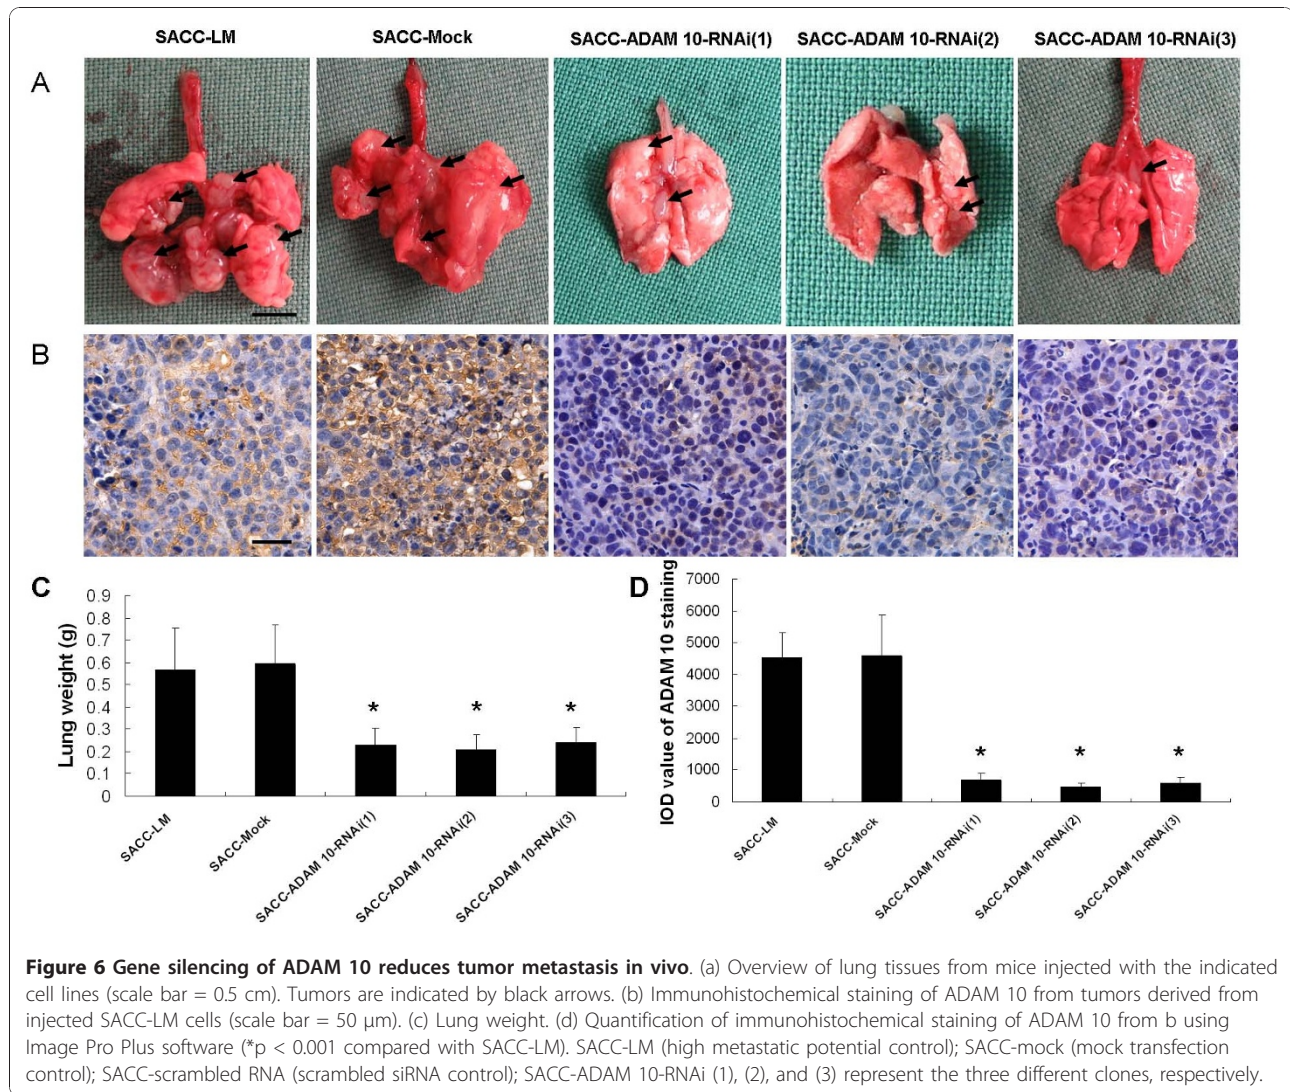 SACC-LM SACC-Mock SACC-ADAM 10-RNAi(1) SACC-ADAM 10-RNAi(2) SACC-ADAM 10-RNAi(3)
A
B
C
0.9
0.8
0.7
0.6
0.5
0.4
0.3
0.2
0.1
0
Lung weight (g)
* * *
SACC-LM
SACC-Mock
SACC-ADAM 10-RNAi(1)
SACC-ADAM 10-RNAi(2)
SACC-ADAM 10-RNAi(3)
D
7000
6000
5000
4000
3000
2000
1000
0
IOD value of ADAM 10 staining
* * *
SACC-LM
SACC-Mock
SACC-ADAM 10-RNAi(1)
SACC-ADAM 10-RNAi(2)
SACC-ADAM 10-RNAi(3)
Figure 6 Gene silencing of ADAM 10 reduces tumor metastasis in vivo. (a) Overview of lung tissues from mice injected with the indicated
cell lines (scale bar = 0.5 cm). Tumors are indicated by black arrows. (b) Immunohistochemical staining of ADAM 10 from tumors derived from
injected SACC-LM cells (scale bar = 50 μm). (c) Lung weight. (d) Quantification of immunohistochemical staining of ADAM 10 from b using
Image Pro Plus software (*p < 0.001 compared with SACC-LM). SACC-LM (high metastatic potential control); SACC-mock (mock transfection
control); SACC-scrambled RNA (scrambled siRNA control); SACC-ADAM 10-RNAi (1), (2), and (3) represent the three different clones, respectively.